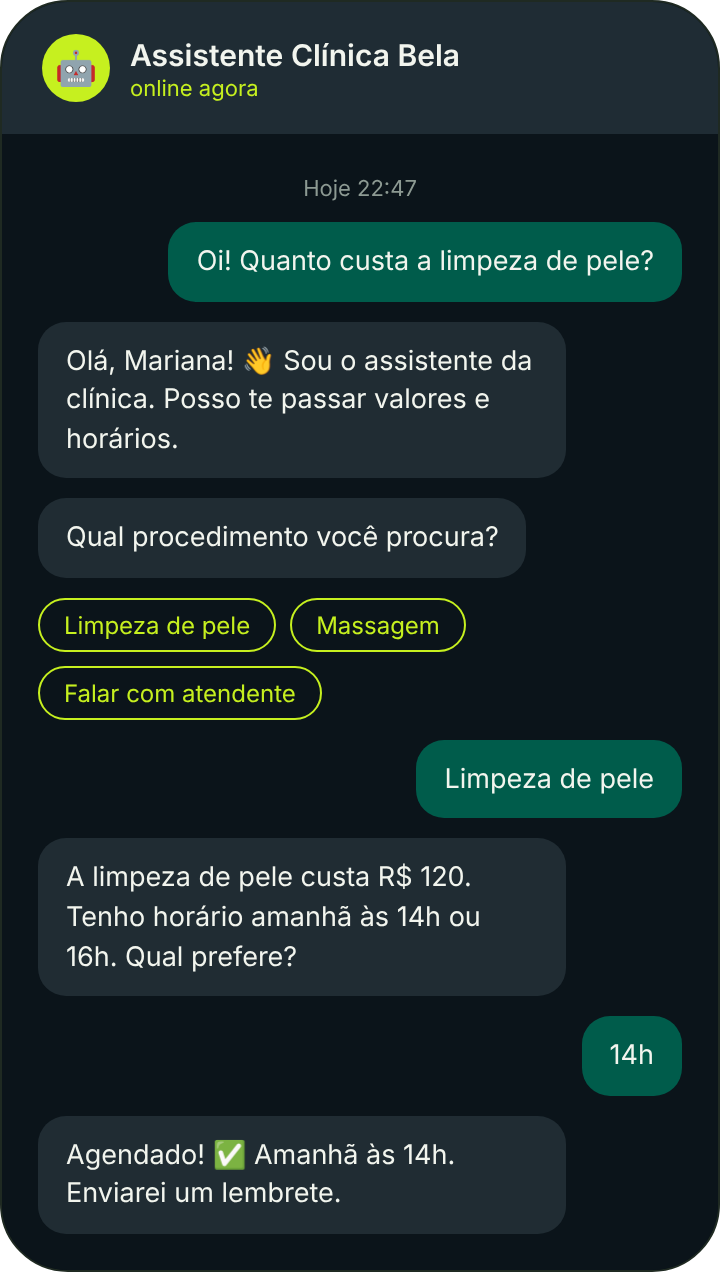 Assistente Clínica Bela
online agora
Hoje 22:47
Oi! Quanto custa a limpeza de pele?
Olá, Mariana! 👋 Sou o assistente da
clínica. Posso te passar valores e
horários.
Qual procedimento você procura?
Limpeza de pele
Massagem
Falar com atendente
Limpeza de pele
A limpeza de pele custa R$ 120.
Tenho horário amanhã às 14h ou
16h. Qual prefere?
14h
Agendado! ✅ Amanhã às 14h.
Enviarei um lembrete.